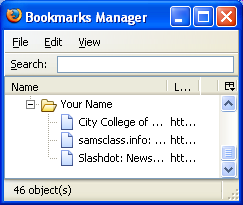 Bookmarks Manager
File Edit View
Search:
Name L...
Your Name
City College of ... htt...
samsclass.info: ... htt...
Slashdot: News... htt...
46 object(s)